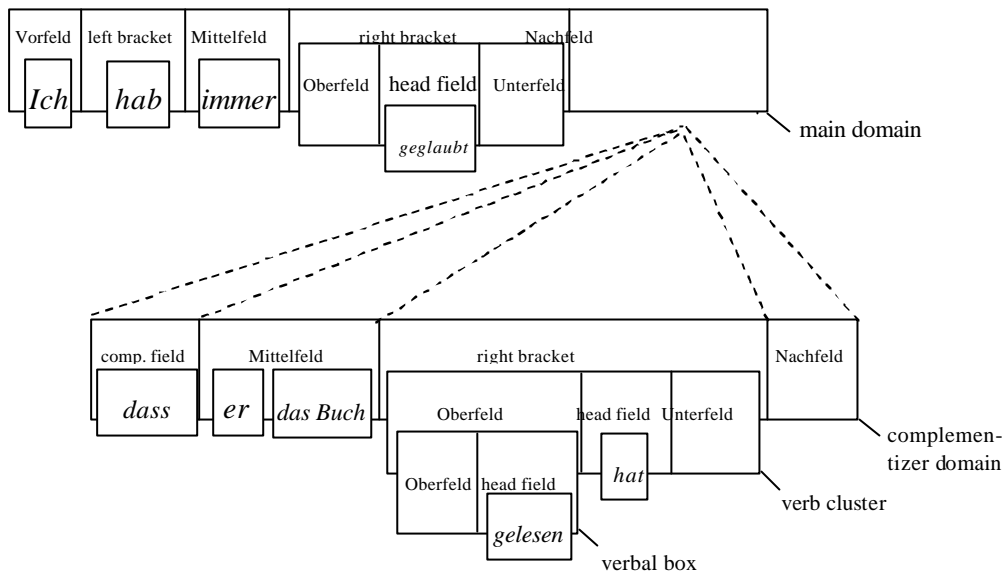 Vorfeld left bracket Mittelfeld right bracket Nachfeld
Oberfeld head field Unterfeld
Ich hab immer
geglaubt
main domain
comp. field Mittelfeld right bracket Nachfeld
dass er das Buch
Oberfeld head field Unterfeld
complemen-
tizer domain
hat
Oberfeld head field
verb cluster
gelesen
verbal box